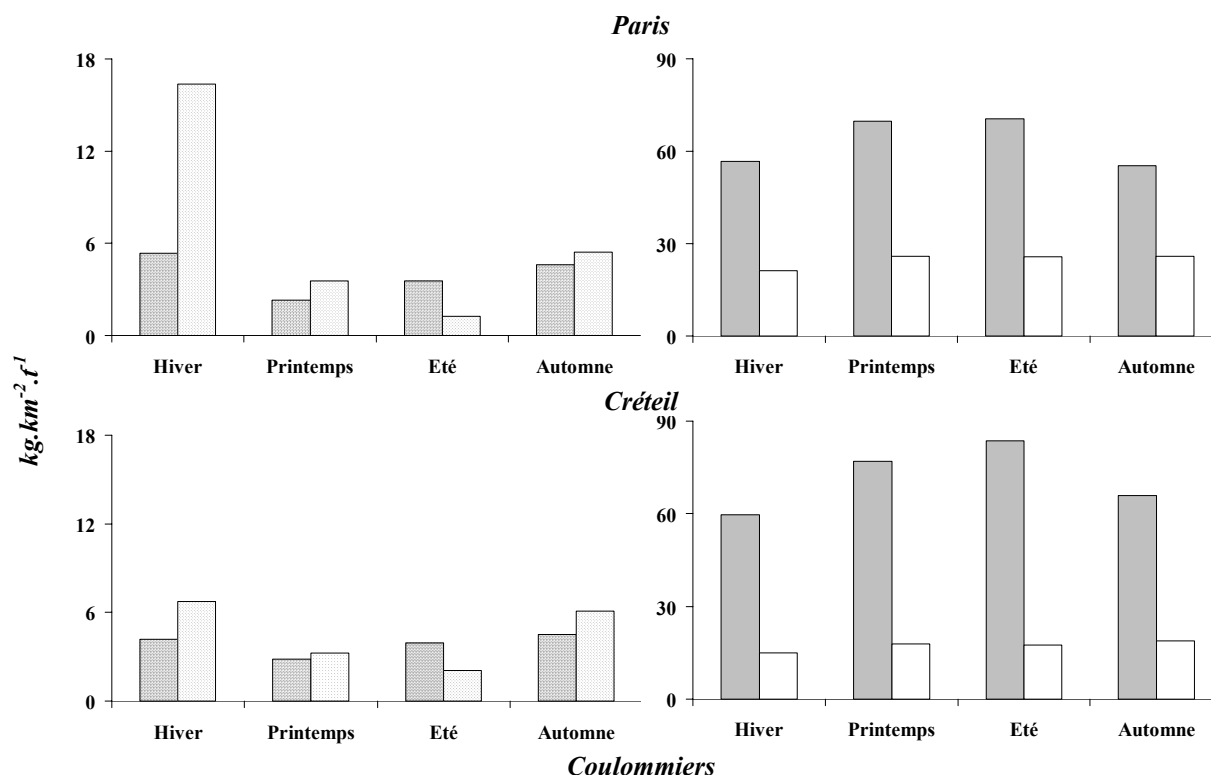 Paris
18
12
6
0
Hiver Printemps Eté Automne
90
60
30
0
Hiver Printemps Eté Automne
kg.km-2.t-1
Créteil
18
12
6
0
Hiver Printemps Eté Automne
90
60
30
0
Hiver Printemps Eté Automne
Coulommiers